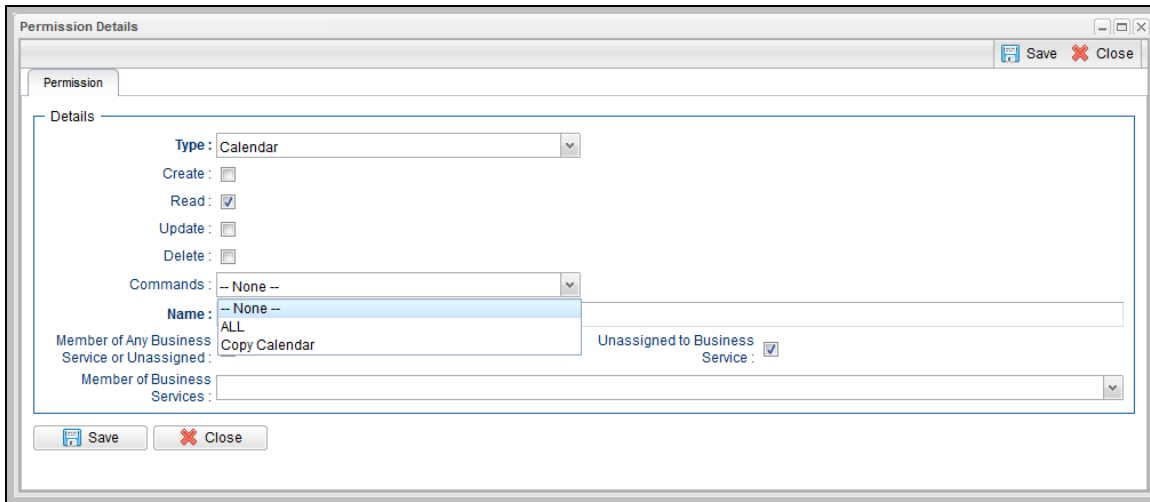 Permission Details
Save Close
Permission
Details
Type : Calendar
Create :
Read :
Update :
Delete :
Commands : -- None --
-- None --
Name :
ALL
Copy Calendar
Member of Any Business
Service or Unassigned :
Unassigned to Business
Service :
Member of Business
Services :
Save Close